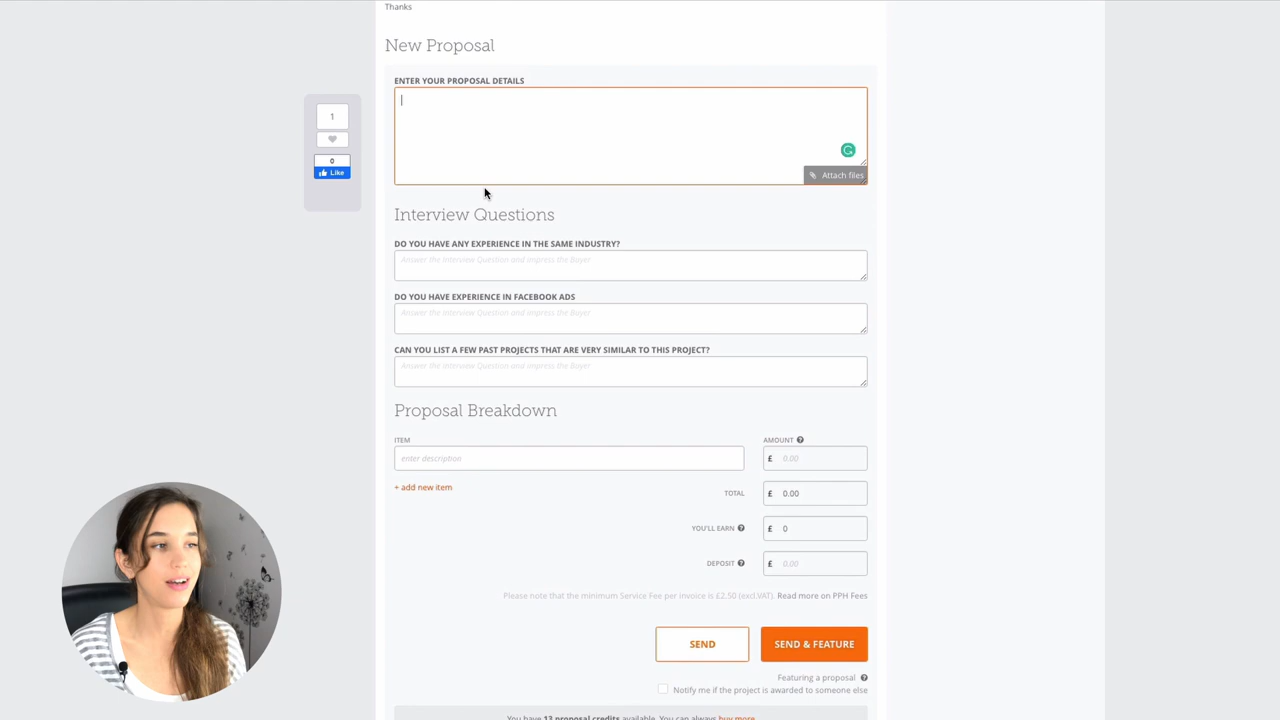 Thanks
New Proposal
ENTER YOUR PROPOSAL DETAILS
1
Attach files
0
Like
Interview Questions
DO YOU HAVE ANY EXPERIENCE IN THE SAME INDUSTRY?
Answer the Interview Question and impress the Buyer
DO YOU HAVE EXPERIENCE IN FACEBOOK ADS
Answer the Interview Question and impress the Buyer
CAN YOU LIST A FEW PAST PROJECTS THAT ARE VERY SIMILAR TO THIS PROJECT?
Answer the Interview Question and impress the Buyer
Proposal Breakdown
ITEM AMOUNT
enter description £ 0.00
+ add new item TOTAL £ 0.00
YOU'LL EARN £ 0
DEPOSIT £ 0.00
Please note that the minimum Service Fee per invoice is £2.50 (excl.VAT). Read more on PPH Fees
SEND SEND & FEATURE
Featuring a proposal
Notify me if the project is awarded to someone else
You have 13 proposal credits available. You can always buy more.